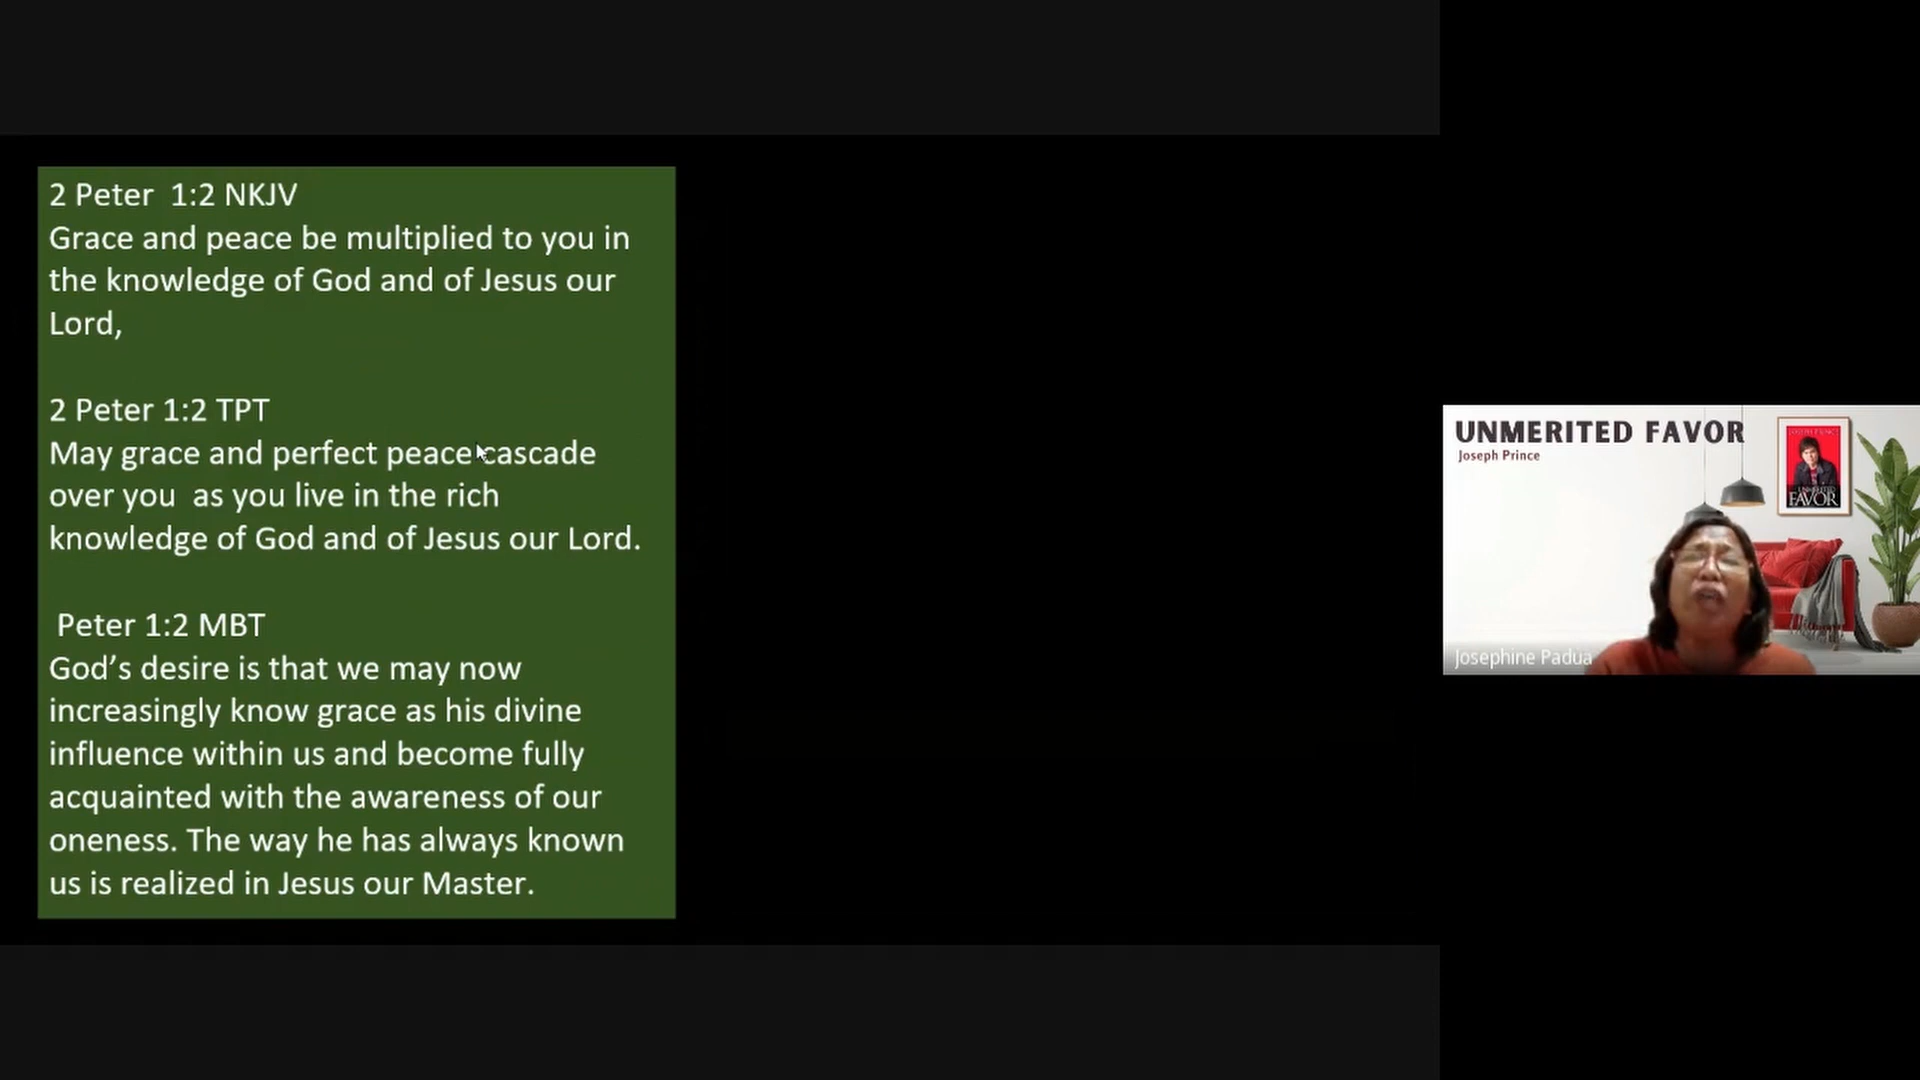 2 Peter  1:2 NKJV
Grace and peace be multiplied to you in
the knowledge of God and of Jesus our
Lord,
2 Peter 1:2 TPT
May grace and perfect peace cascade
over you  as you live in the rich
knowledge of God and of Jesus our Lord.
Peter 1:2 MBT
God’s desire is that we may now
increasingly know grace as his divine
influence within us and become fully
acquainted with the awareness of our
oneness. The way he has always known
us is realized in Jesus our Master.
UNMERITED FAVOR
Joseph Prince
JOSEPH PRINCE
UNMERITED
FAVOR
Josephine Padua